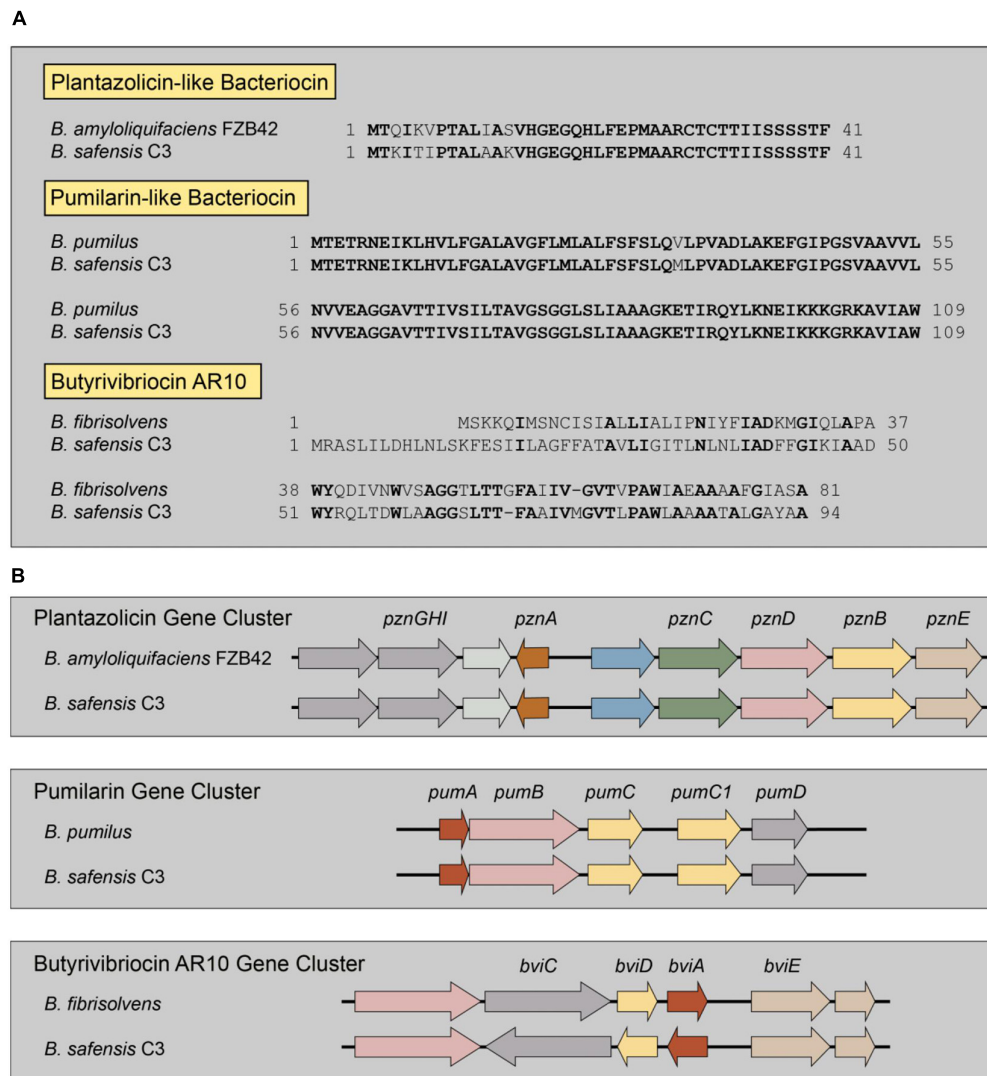 A
Plantazolicin-like Bacteriocin
B. amyloliquifaciens FZB42 1 MTQIKVPTALIASVHGEGQHLFEPMAARCTCTTIISSSSTF 41
B. safensis C3 1 MTKITIPTALAAKVHGEGQHLFEPMAARCTCTTIISSSSTF 41
Pumilarin-like Bacteriocin
B. pumilus 1 MTETRNEIKLHVLFGALAVGFLMLALFSFSLQVLPVADLAKEFGIPGSVAAVVL 55
B. safensis C3 1 MTETRNEIKLHVLFGALAVGFLMLALFSFSLQMLPVADLAKEFGIPGSVAAVVL 55
B. pumilus 56 NVVEAGGAVTTIVSILTAVGSGGLSLIAAAGKETIRQYLKNEIKKKGRKAVIAW 109
B. safensis C3 56 NVVEAGGAVTTIVSILTAVGSGGLSLIAAAGKETIRQYLKNEIKKKGRKAVIAW 109
Butyrivibriocin AR10
B. fibrisolvens 1 MSKKQIMSNCISIALLIALIPNIYFIADKMGIQLAPA 37
B. safensis C3 1 MRASLILDHLNLSKFESIILAGFFATAVLIGITLNLNLIADFFGIKIAAD 50
B. fibrisolvens 38 WYQDIVNWVSAGGTLTTGFAIIV-GVTVPAWIAEAAAAFGIASA 81
B. safensis C3 51 WYRQLTDWLAAGGSLTT-FAAIVMGVTLPAWLAAAATALGAYAA 94
B
Plantazolicin Gene Cluster pznGHI pznA pznC pznD pznB pznE
B. amyloliquifaciens FZB42
B. safensis C3
Pumilarin Gene Cluster pumA pumB pumC pumC1 pumD
B. pumilus
B. safensis C3
Butyrivibriocin AR10 Gene Cluster bviC bviD bviA bviE
B. fibrisolvens
B. safensis C3